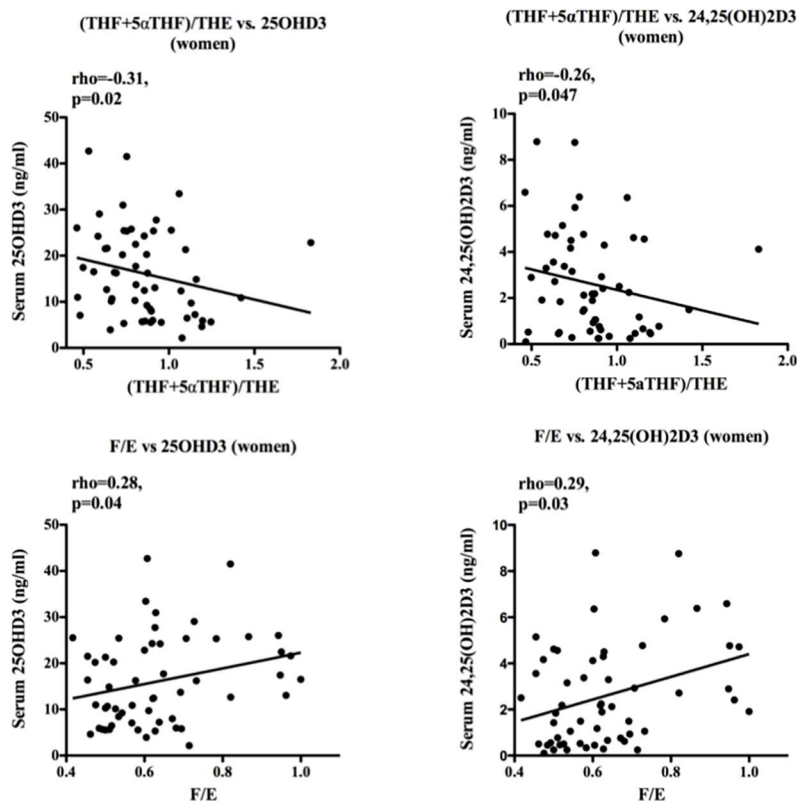 (THF+5αTHF)/THE vs. 25OHD3
(women)
rho=-0.31,
p=0.02
50
40
30
20
10
0
Serum 25OHD3 (ng/ml)
0.5
1.0
1.5
2.0
(THF+5αTHF)/THE
(THF+5αTHF)/THE vs. 24,25(OH)2D3
(women)
rho=-0.26,
p=0.047
10
8
6
4
2
0
Serum 24,25(OH)2D3 (ng/ml)
0.5
1.0
1.5
2.0
(THF+5aTHF)/THE
F/E vs 25OHD3 (women)
rho=0.28,
p=0.04
50
40
30
20
10
0
Serum 25OHD3 (ng/ml)
0.4
0.6
0.8
1.0
F/E
F/E vs. 24,25(OH)2D3 (women)
rho=0.29,
p=0.03
10
8
6
4
2
0
Serum 24,25(OH)2D3 (ng/ml)
0.4
0.6
0.8
1.0
F/E